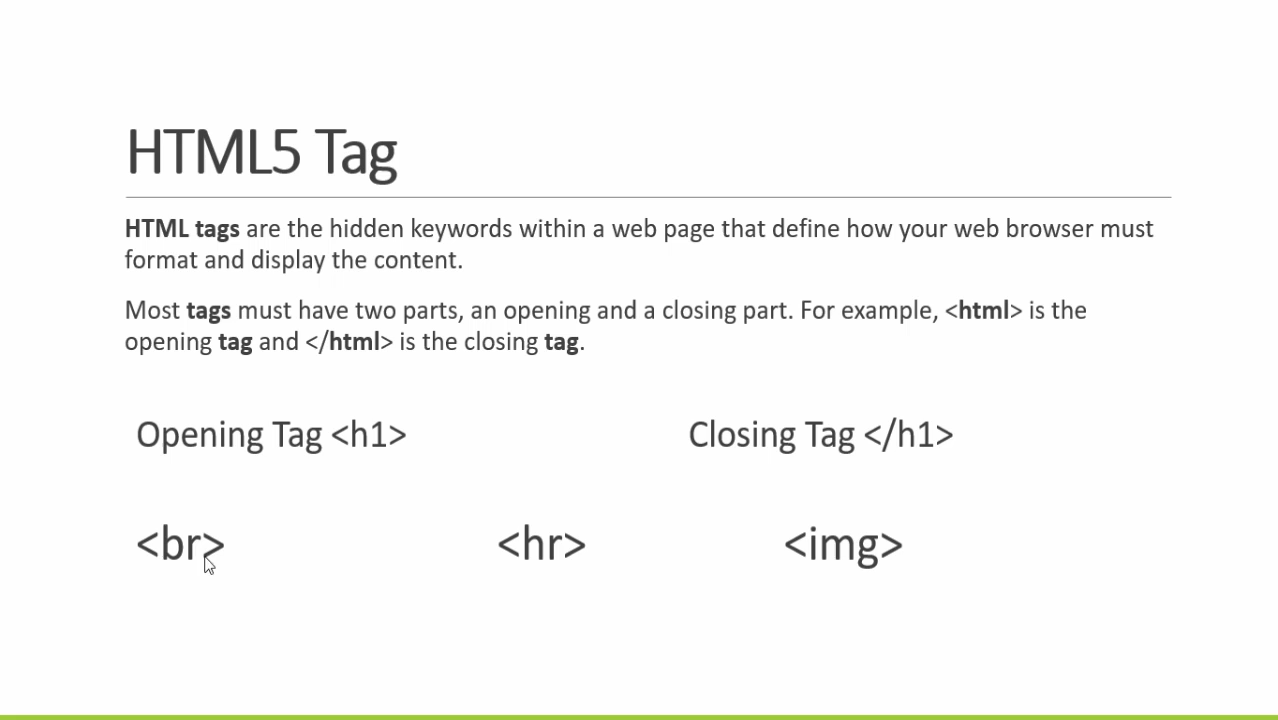 HTML5 Tag
HTML tags are the hidden keywords within a web page that define how your web browser must
format and display the content.
Most tags must have two parts, an opening and a closing part. For example, <html> is the
opening tag and </html> is the closing tag.
Opening Tag <h1> Closing Tag </h1>
<br> <hr> <img>